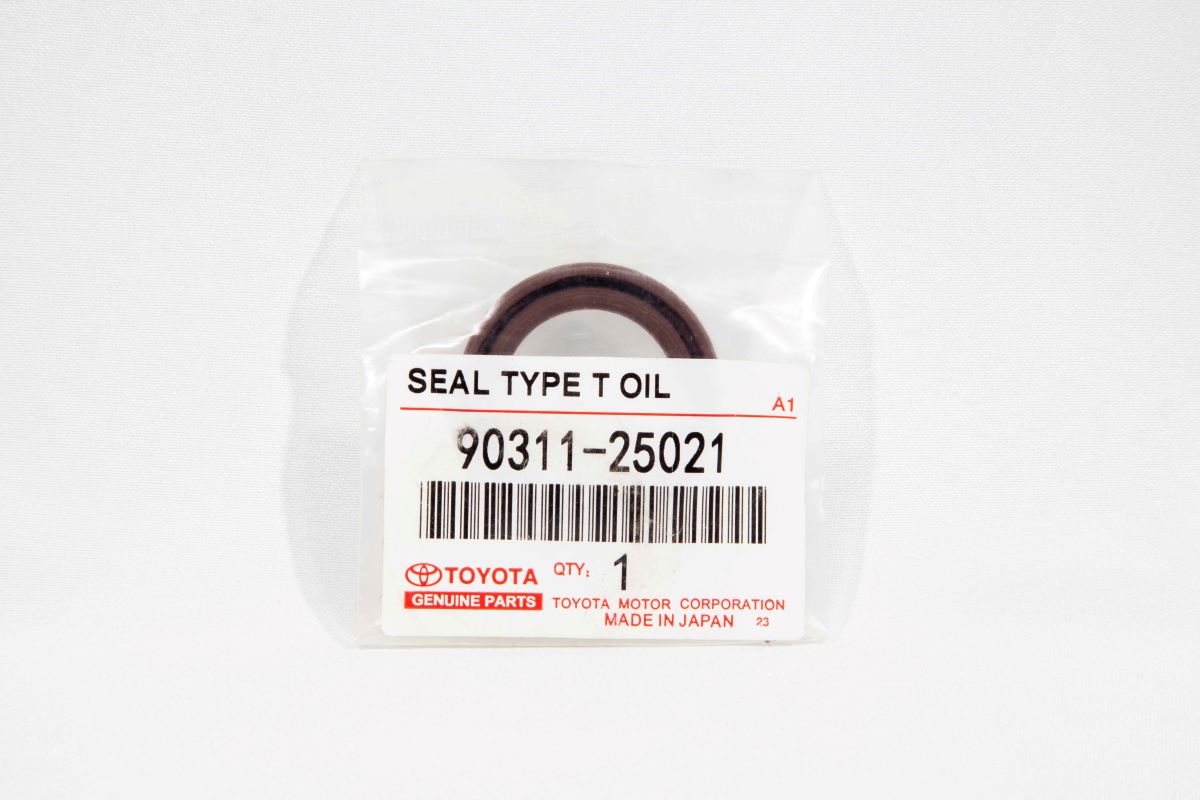 SEAL TYPE T OIL
A1
90311-25021
TOYOTA
GENUINE PARTS
QTY: 1
TOYOTA MOTOR CORPORATION
MADE IN JAPAN 23